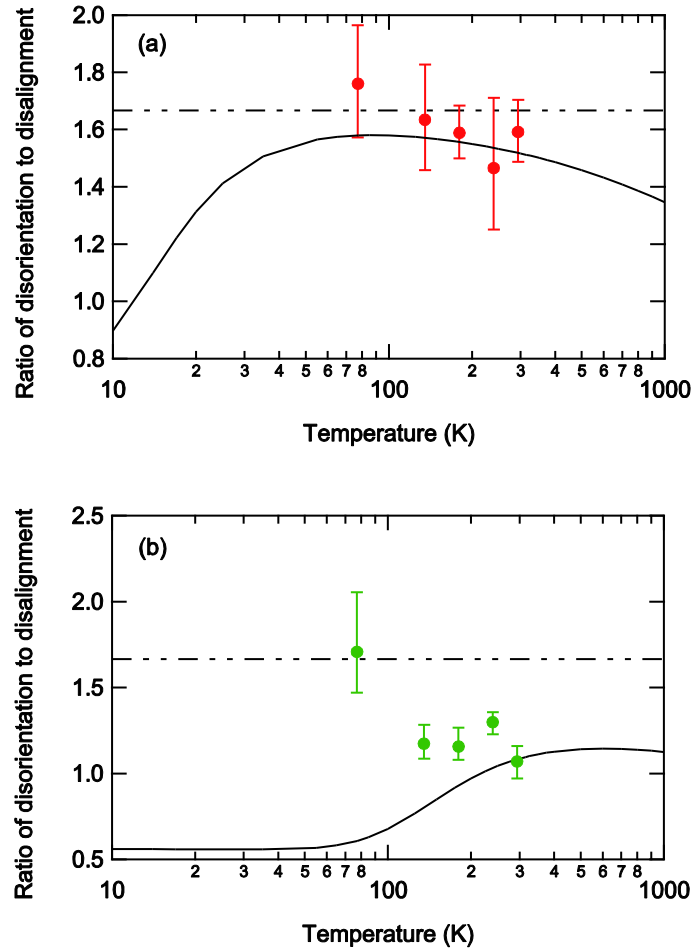 (a)
Ratio of disorientation to disalignment
2.0
1.8
1.6
1.4
1.2
1.0
0.8
10 2 3 4 5 6 7 8 100 2 3 4 5 6 7 8 1000
Temperature (K)
(b)
Ratio of disorientation to disalignment
2.5
2.0
1.5
1.0
0.5
10 2 3 4 5 6 7 8 100 2 3 4 5 6 7 8 1000
Temperature (K)